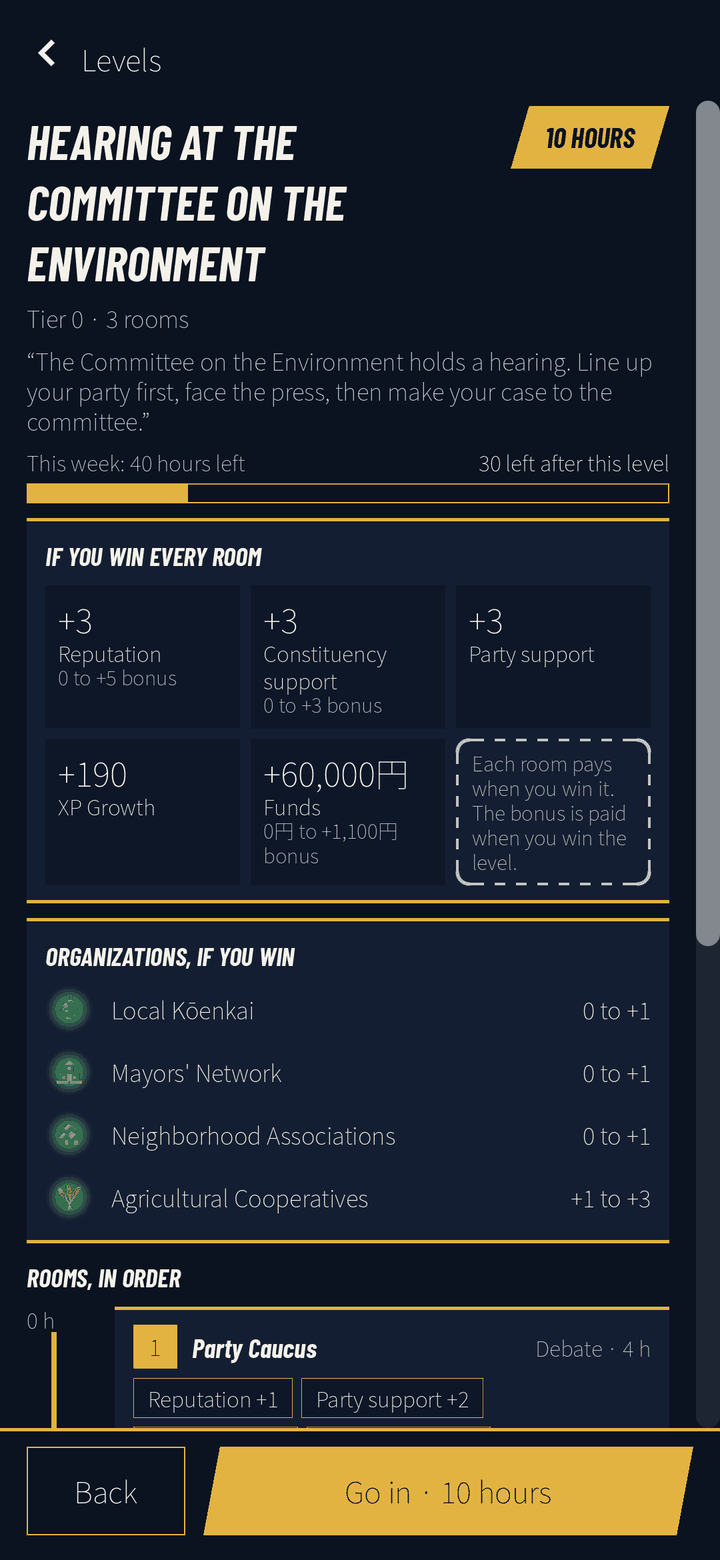 Levels
HEARING AT THE
COMMITTEE ON THE
ENVIRONMENT
10 HOURS
Tier 0 · 3 rooms
“The Committee on the Environment holds a hearing. Line up
your party first, face the press, then make your case to the
committee.”
This week: 40 hours left
30 left after this level
IF YOU WIN EVERY ROOM
+3
Reputation
0 to +5 bonus
+3
Constituency
support
0 to +3 bonus
+3
Party support
+190
XP Growth
+60,000円
Funds
0円 to +1,100円
bonus
Each room pays
when you win it.
The bonus is paid
when you win the
level.
ORGANIZATIONS, IF YOU WIN
Local Kōenkai
0 to +1
Mayors' Network
0 to +1
Neighborhood Associations
0 to +1
Agricultural Cooperatives
+1 to +3
ROOMS, IN ORDER
0 h
1
Party Caucus
Debate · 4 h
Reputation +1
Party support +2
Back
Go in · 10 hours